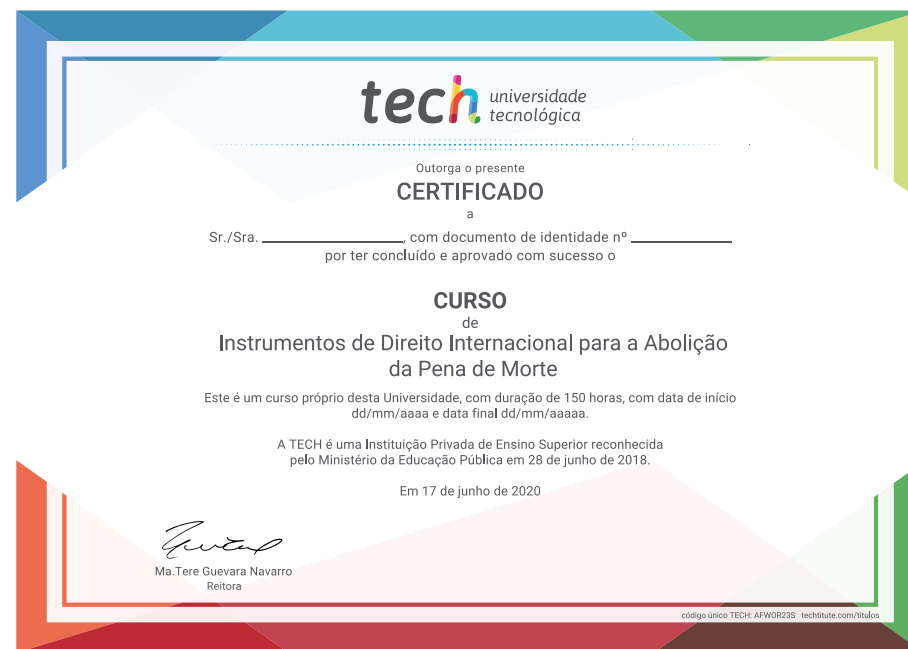 tech universidade
tecnológica
Outorga o presente
CERTIFICADO
a
Sr./Sra. ____________, com documento de identidade nº ____________
por ter concluído e aprovado com sucesso o
CURSO
de
Instrumentos de Direito Internacional para a Abolição
da Pena de Morte
Este é um curso próprio desta Universidade, com duração de 150 horas, com data de início
dd/mm/aaaa e data final dd/mm/aaaaa.
A TECH é uma Instituição Privada de Ensino Superior reconhecida
pelo Ministério da Educação Pública em 28 de junho de 2018.
Em 17 de junho de 2020
Ma.Tere Guevara Navarro
Reitora
código único TECH: AFWOR23S techtitute.com/títulos